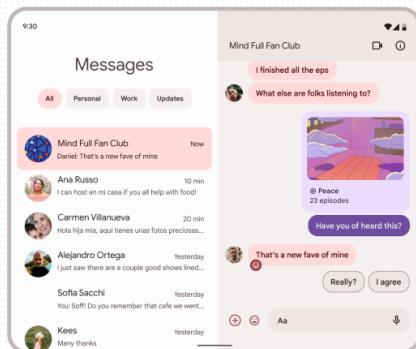 9:30
Messages
All Personal Work Updates
Mind Full Fan Club Now
Daniel: That's a new fave of mine
Ana Russo 10 min
I can host en mi casa if you all help with food!
Carmen Villanueva 20 min
Hola hija mia, aqui tienes unas fotos preciosas...
Alejandro Ortega Yesterday
I just saw there are a couple good shows lined...
Sofia Sacchi Yesterday
You: Soff! Do you remember that cafe we went...
Kees Yesterday
Many thanks
Mind Full Fan Club
I finished all the eps
What else are folks listening to?
@ Peace
23 episodes
Have you of heard this?
That's a new fave of mine
Really? I agree
Aa